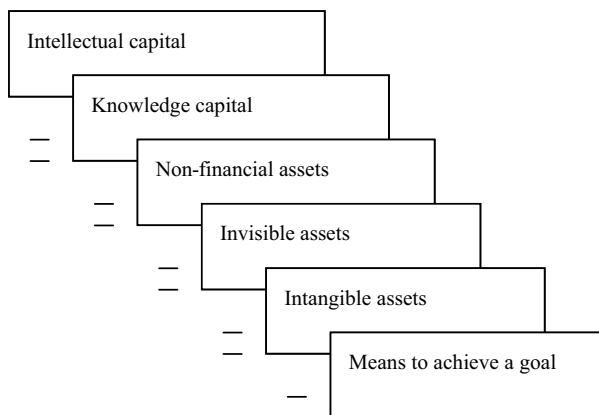 Intellectual capital
Knowledge capital
Non-financial assets
Invisible assets
Intangible assets
Means to achieve a goal